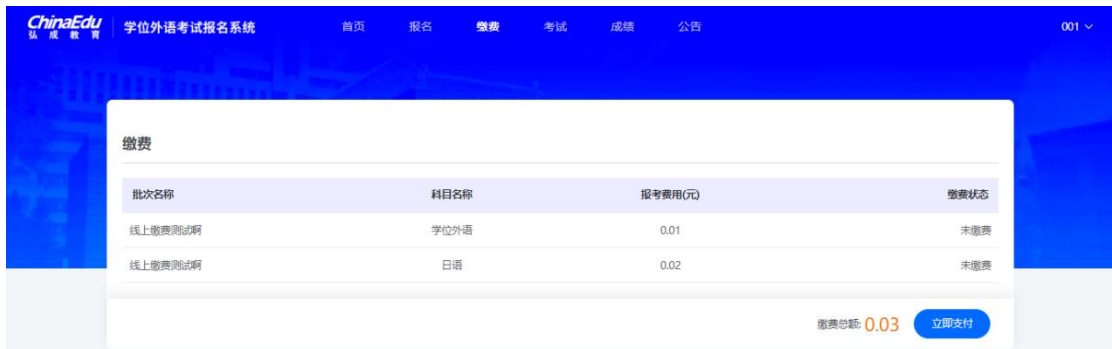 ChinaEdu 学位外语考试报名系统 首页 报名 缴费 考试 成绩 公告 001
弘成教育
缴费
批次名称 科目名称 报考费用(元) 缴费状态
线上缴费测试啊 学位外语 0.01 未缴费
线上缴费测试啊 日语 0.02 未缴费
缴费总额: 0.03 立即支付